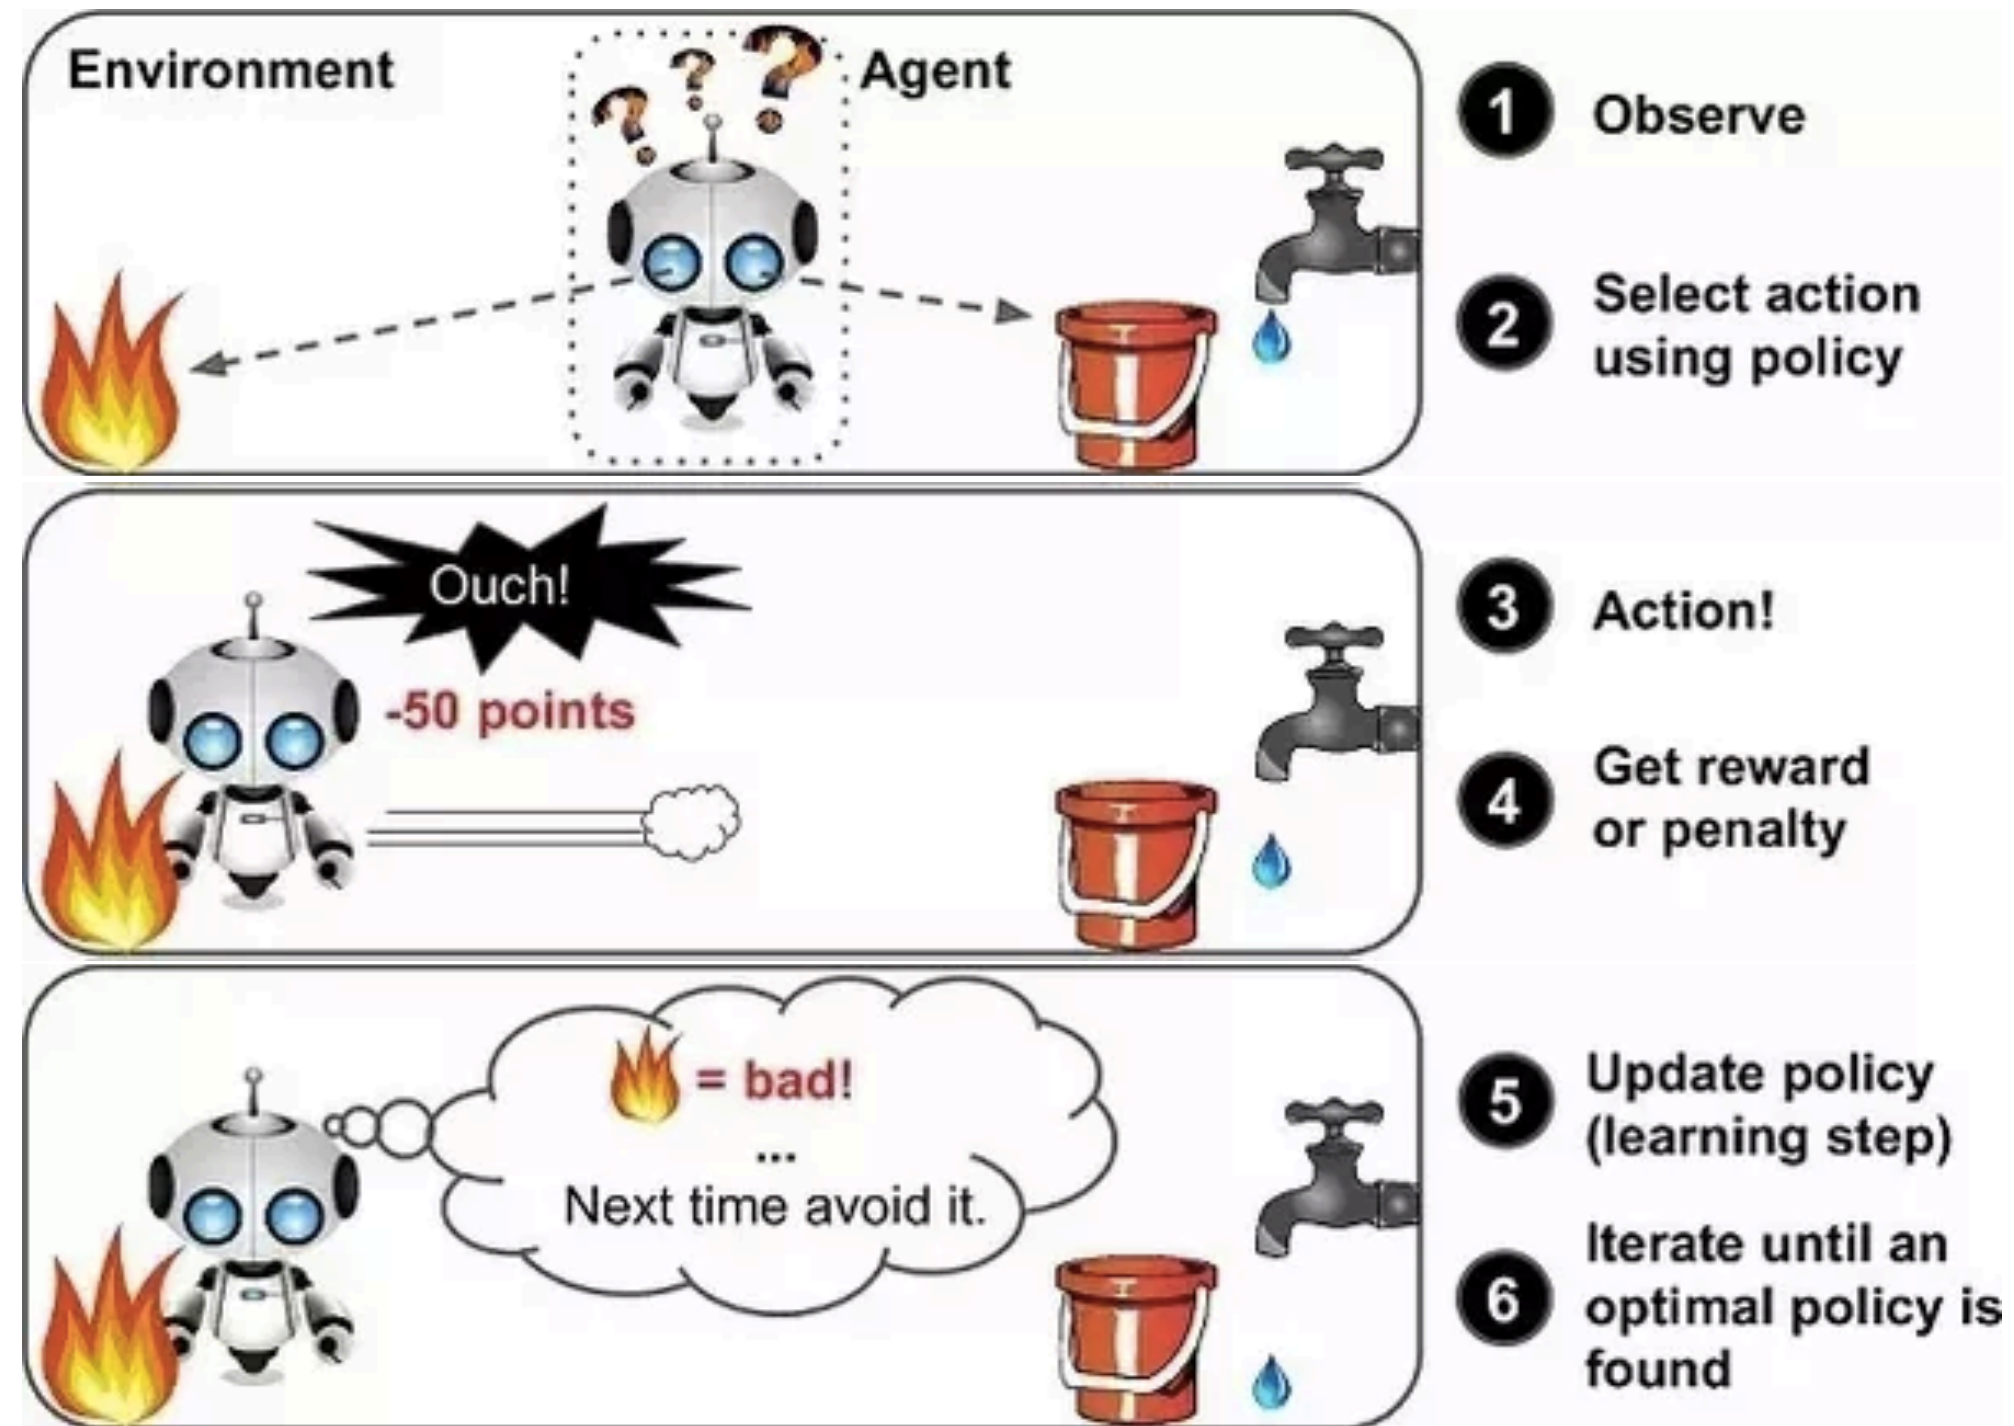 Environment
Agent
1 Observe
2 Select action
using policy
Ouch!
-50 points
3 Action!
4 Get reward
or penalty
= bad!
...
Next time avoid it.
5 Update policy
(learning step)
6 Iterate until an
optimal policy is
found